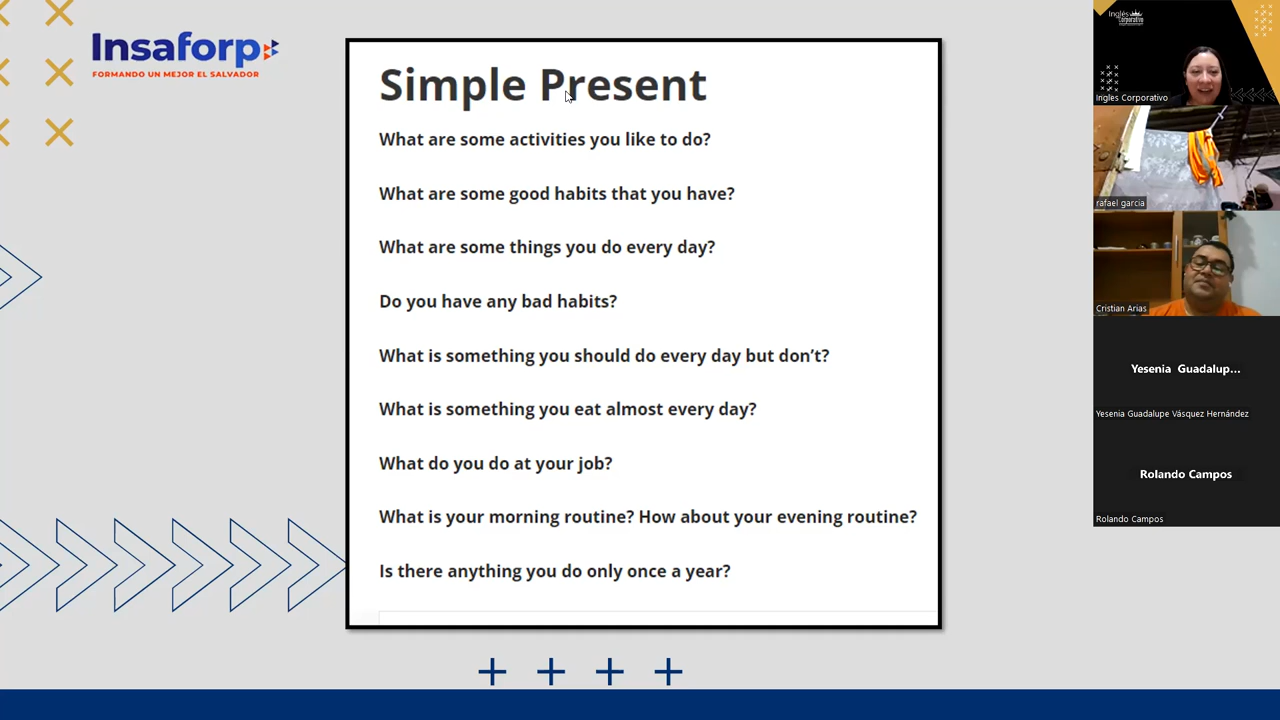 Insaforp
FORMANDO UN MEJOR EL SALVADOR
Simple Present
What are some activities you like to do?
What are some good habits that you have?
What are some things you do every day?
Do you have any bad habits?
What is something you should do every day but don't?
What is something you eat almost every day?
What do you do at your job?
What is your morning routine? How about your evening routine?
Is there anything you do only once a year?
Inglés
Corporativo
Ingles Corporativo
rafael garcia
Cristian Arias
Yesenia Guadalup...
Yesenia Guadalupe Vásquez Hernández
Rolando Campos
Rolando Campos